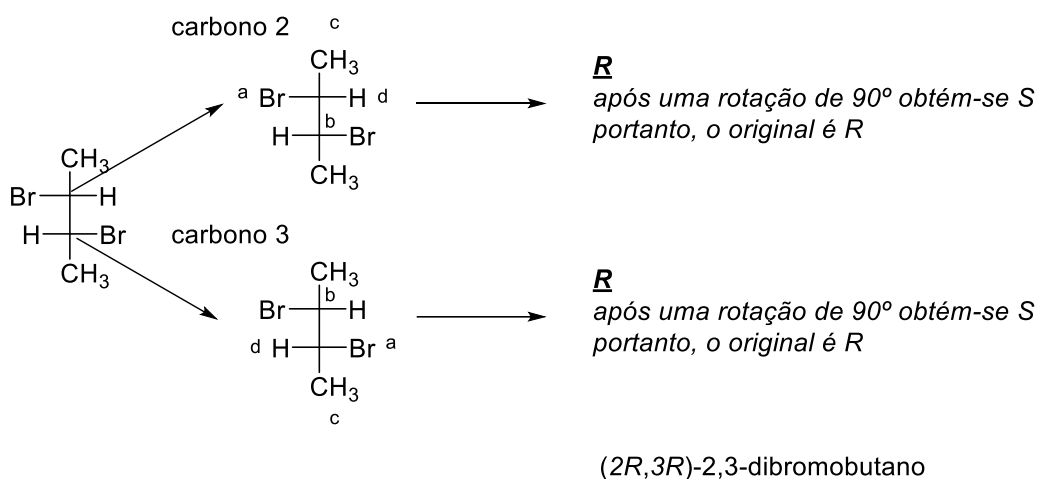 carbono 2
c
CH3
a Br H d
b
H Br
CH3
R
após uma rotação de 90º obtém-se S
portanto, o original é R
CH3
Br H
H Br
CH3
carbono 3
CH3
b
Br H
d H Br a
CH3
c
R
após uma rotação de 90º obtém-se S
portanto, o original é R
(2R,3R)-2,3-dibromobutano